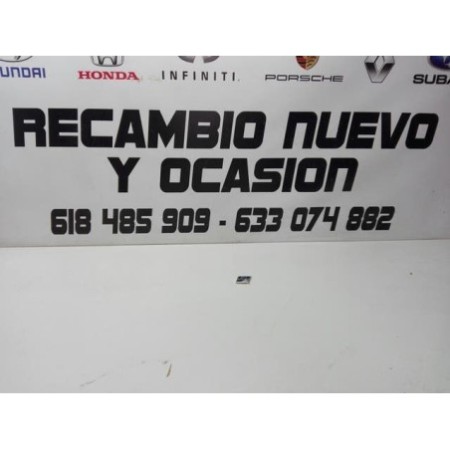 HYUNDAI HONDA INFINITI PORSCHE SUBA
RECAMBIO NUEVO
Y OCASION
618 485 909 - 633 074 882